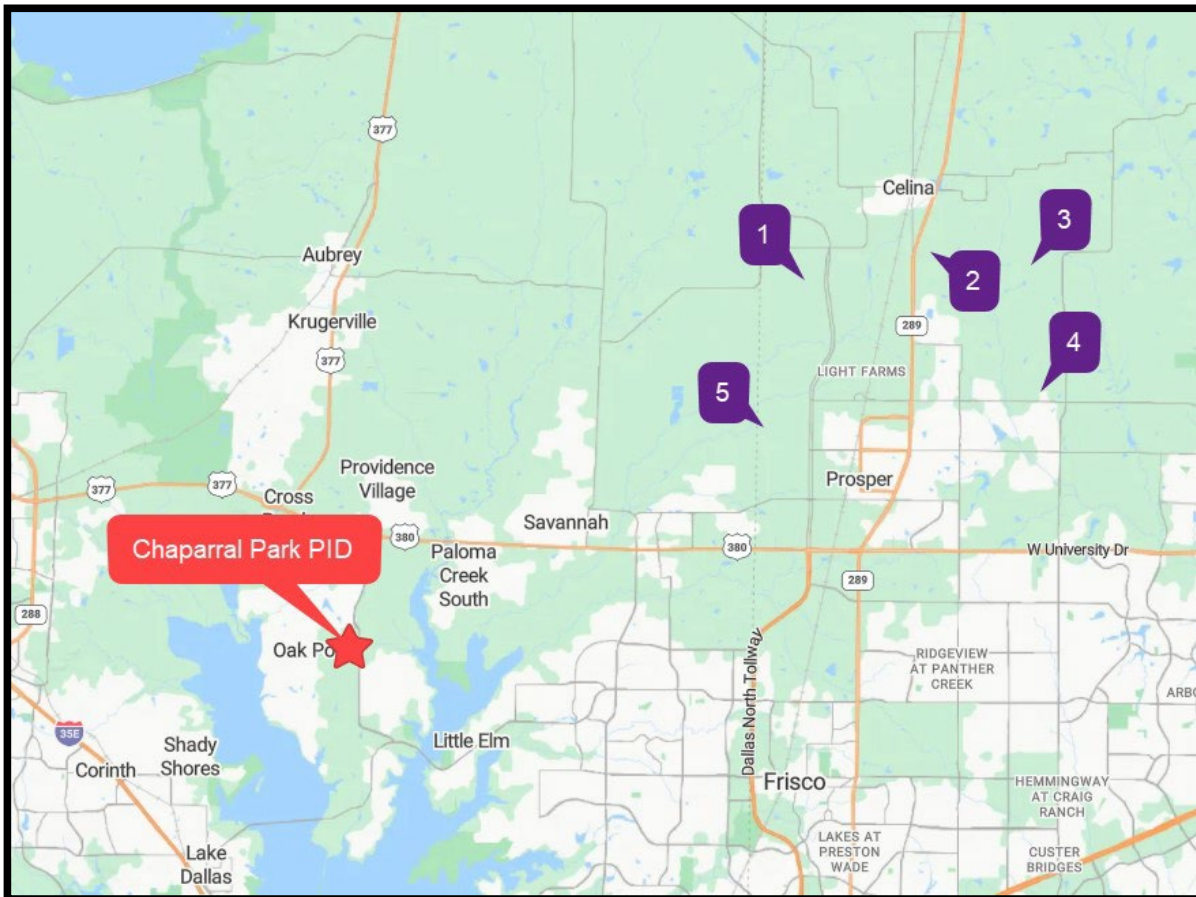 377
Celina
1
3
Aubrey
2
Krugerville
289
4
377
LIGHT FARMS
5
Providence
Village
Prosper
377
377
Cross
Savannah
Chaparral Park PID
380
380
W University Dr
Paloma
Creek
South
289
288
Oak Po
RIDGEVIEW
AT PANTHER
CREEK
Dallas North Tollway
ARBO
35E
Shady
Shores
Little Elm
Corinth
Frisco
HEMMINGWAY
AT CRAIG
RANCH
LAKES AT
PRESTON
WADE
Lake
Dallas
CUSTER
BRIDGES